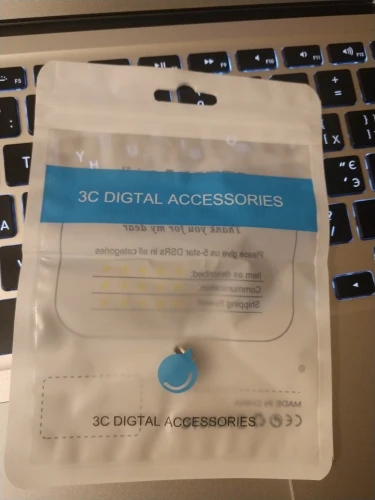 3C DIGTAL ACCESSORIES
Thank you for my dear
Please give us 5-star DSRs in all categories
Item as described:
Communication:
Shipping Speed:
MADE IN CHINA
CE
3C DIGTAL ACCESSORIES